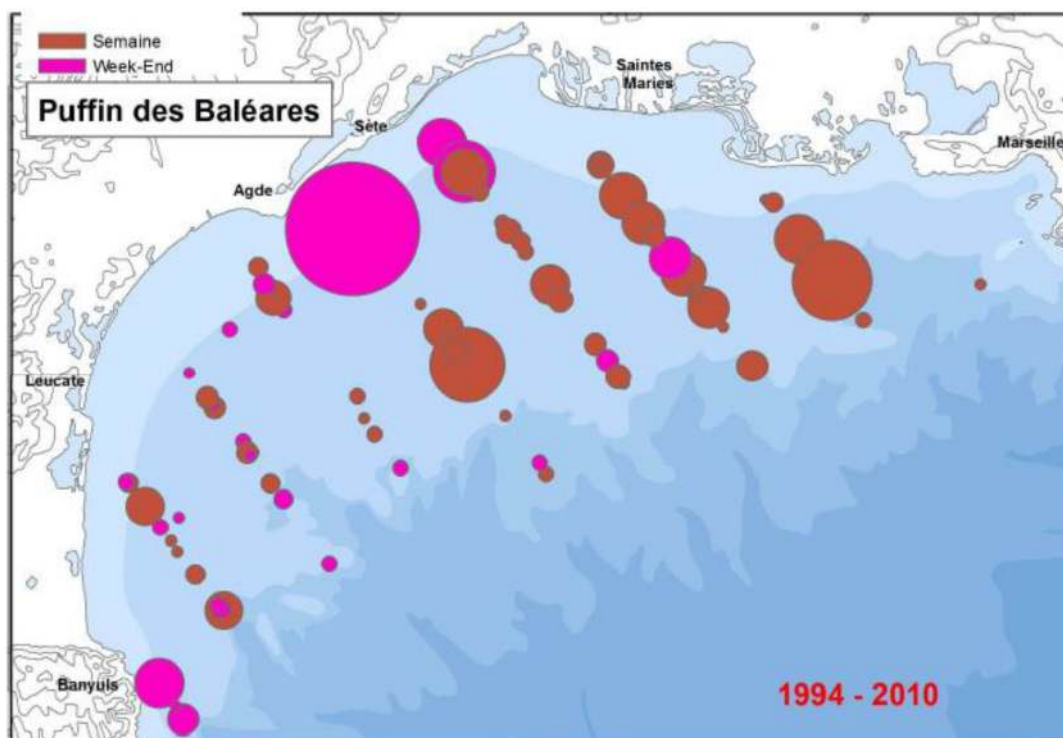 Semaine
Week-End
Puffin des Baléares
Saintes
Maries
Sète
Marseille
Agde
Leucate
Banyuls
1994 - 2010